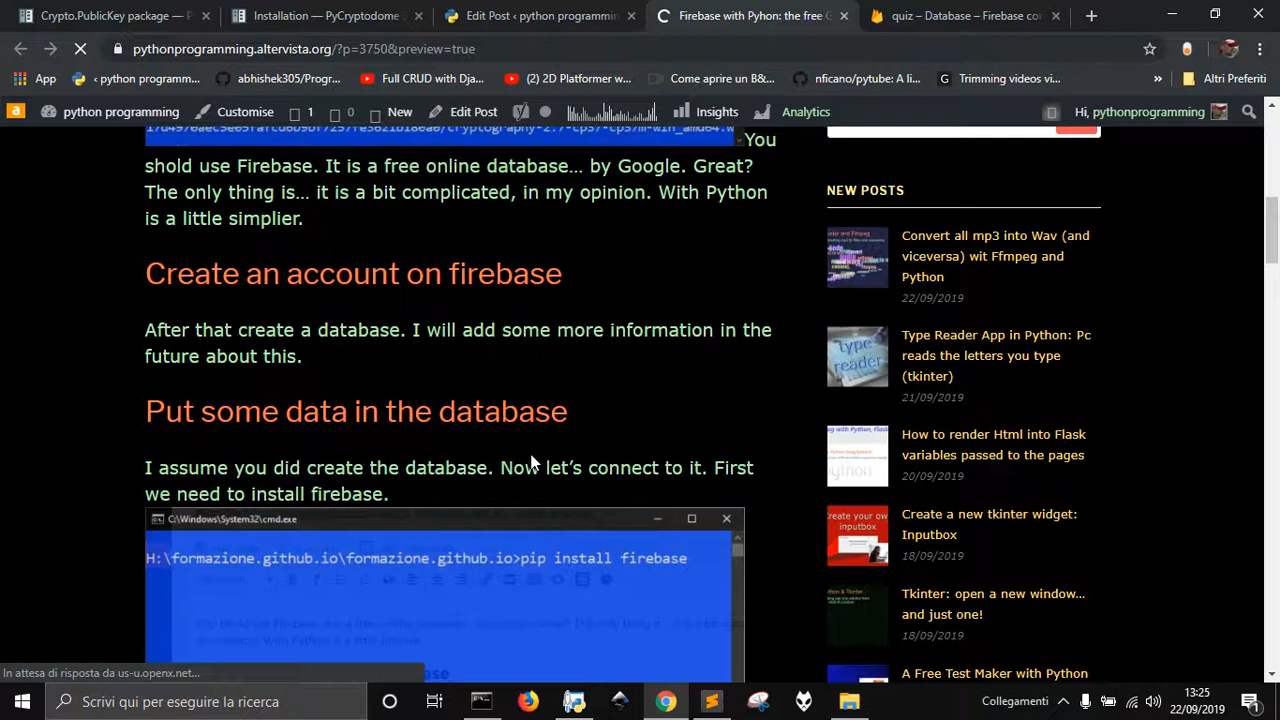 Crypto.PublicKey package — P
Installation — PyCryptodome
Edit Post ‹ python programmin
Firebase with Pyhon: the free G
quiz – Database – Firebase con
pythonprogramming.altervista.org/?p=3750&preview=true
App
‹ python programm...
abhishek305/Progr...
Full CRUD with Dja...
(2) 2D Platformer w...
Come aprire un B&...
nficano/pytube: A li...
Trimming videos vi...
»
Altri Preferiti
python programming
Customise
1
New
Edit Post
Insights
Analytics
Hi, pythonprogramming
You
shold use Firebase. It is a free online database… by Google. Great?
The only thing is… it is a bit complicated, in my opinion. With Python
is a little simplier.
Create an account on firebase
After that create a database. I will add some more information in the
future about this.
Put some data in the database
I assume you did create the database. Now let's connect to it. First
we need to install firebase.
C:\Windows\System32\cmd.exe
H:\formazione.github.io\formazione.github.io>pip install firebase
NEW POSTS
Convert all mp3 into Wav (and
viceversa) wit Ffmpeg and
Python
22/09/2019
Type Reader App in Python: Pc
reads the letters you type
(tkinter)
21/09/2019
type
reader
How to render Html into Flask
variables passed to the pages
20/09/2019
Create a new tkinter widget:
Inputbox
18/09/2019
Create your ow
inputbox
Tkinter: open a new window…
and just one!
18/09/2019
A Free Test Maker with Python
In attesa di risposta da us-u.openx.net...
Scrivi qui per eseguire la ricerca
Collegamenti
13:25
22/09/2019
1